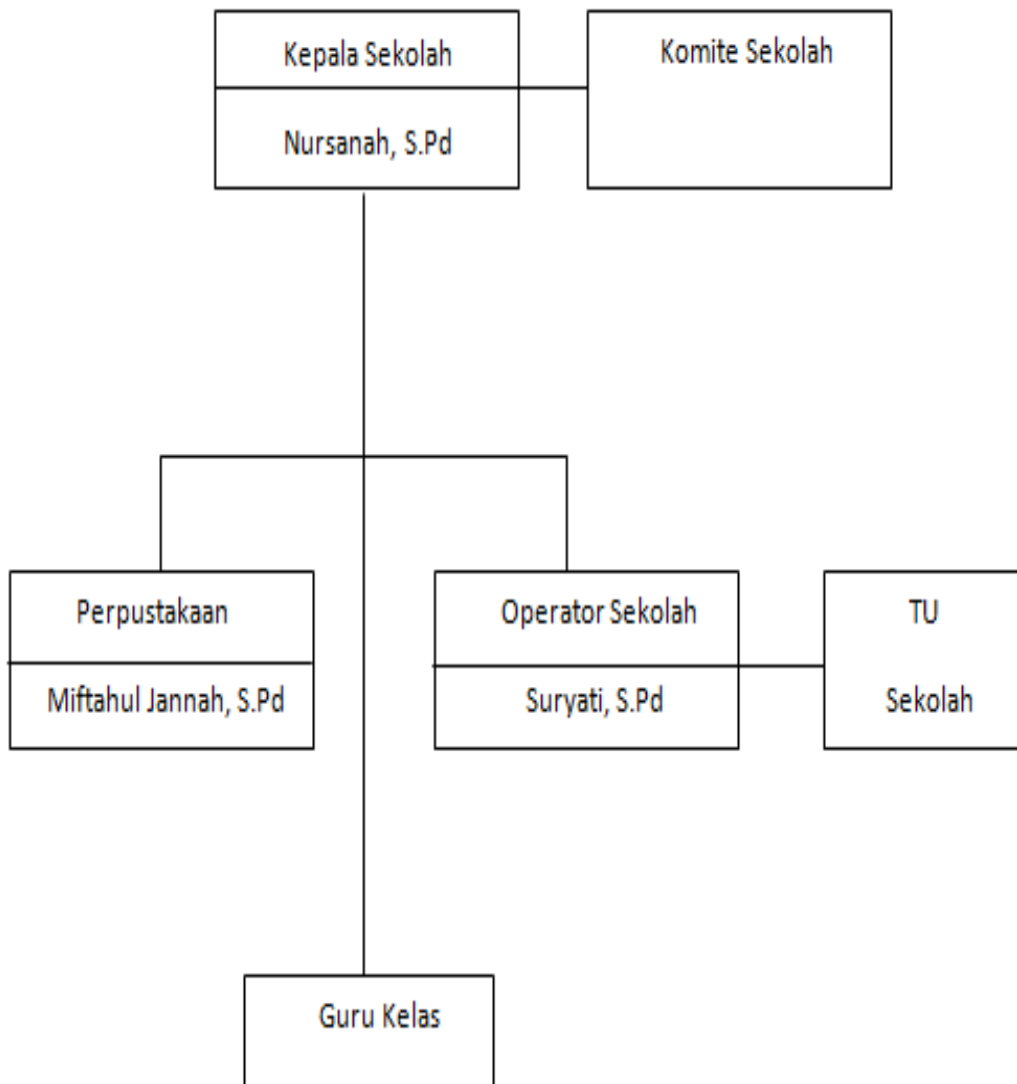 Kepala Sekolah
Nursanah, S.Pd
Komite Sekolah
Perpustakaan
Miftahul Jannah, S.Pd
Operator Sekolah
Suryati, S.Pd
TU
Sekolah
Guru Kelas